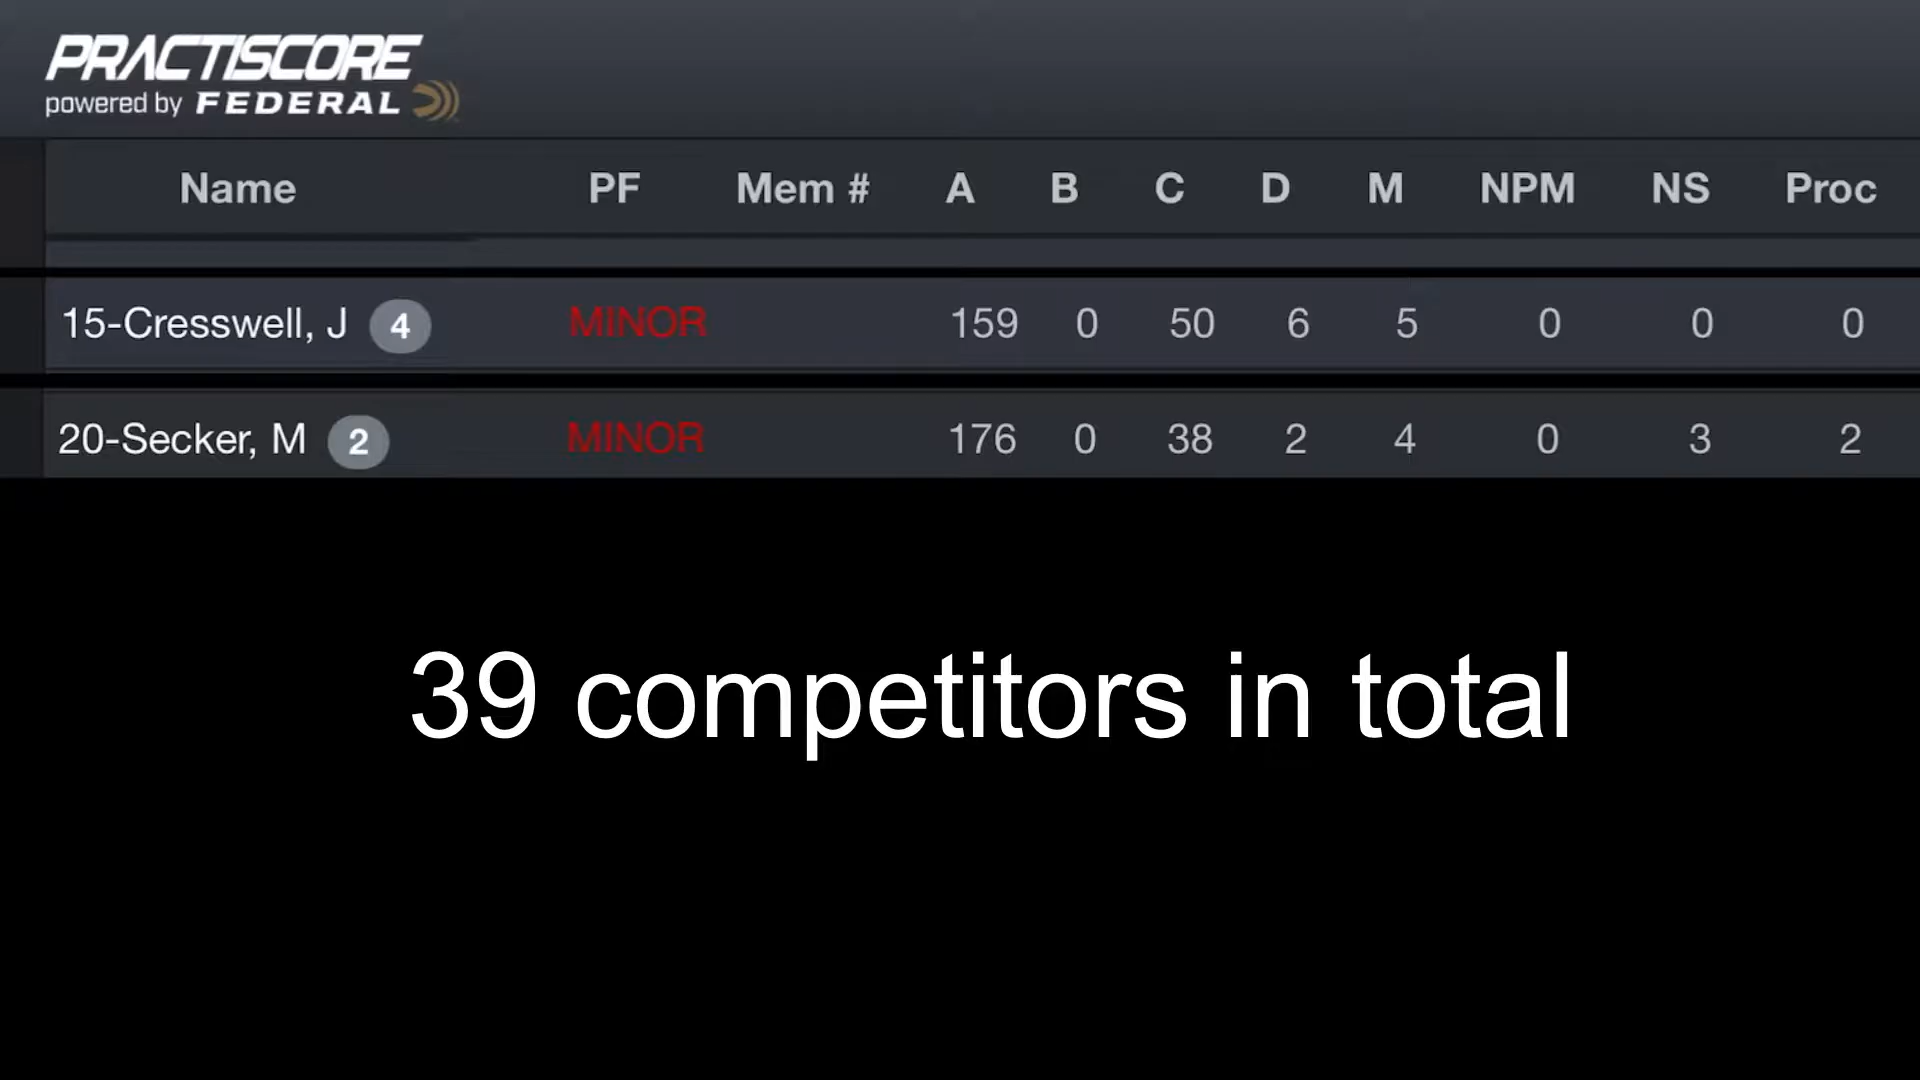 PRACTISCORE
powered by FEDERAL
Name PF Mem # A B C D M NPM NS Proc
15-Cresswell, J 4 MINOR 159 0 50 6 5 0 0 0
20-Secker, M 2 MINOR 176 0 38 2 4 0 3 2
39 competitors in total